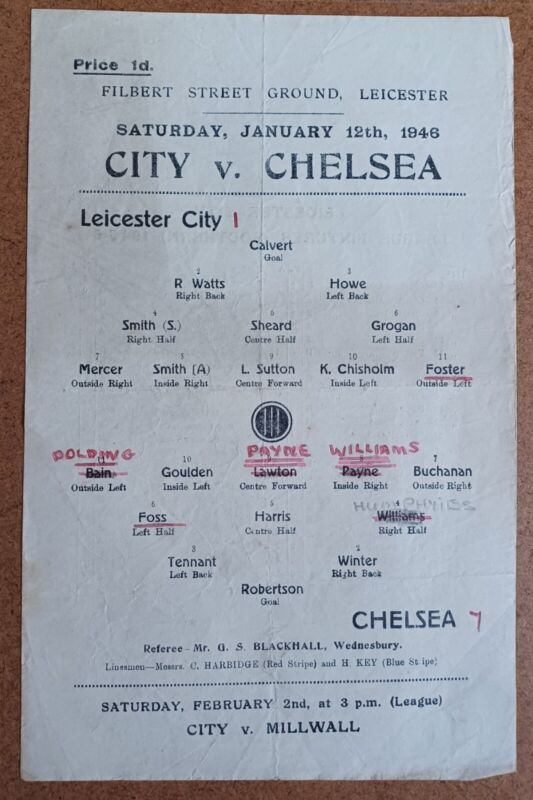 Price 1d.
FILBERT STREET GROUND, LEICESTER
SATURDAY, JANUARY 12th, 1946
CITY v. CHELSEA
Leicester City 1
Calvert
Goal
2 3
R Watts Howe
Right Back Left Back
4 5 6
Smith (S.) Sheard Grogan
Right Half Centre Half Left Half
7 8 9 10 11
Mercer Smith (A) L. Sutton K. Chisholm Foster
Outside Right Inside Right Centre Forward Inside Left Outside Left
DOLDING PAYNE WILLIAMS
11 10 9 8 7
Bain Goulden Lawton Payne Buchanan
Outside Left Inside Left Centre Forward Inside Right Outside Right
HUMPHRIES
6 5 4
Foss Harris Williams
Left Half Centre Half Right Half
3 2
Tennant Winter
Left Back Right Back
Robertson
Goal
CHELSEA 7
Referee - Mr. G. S. BLACKHALL, Wednesbury.
Linesmen—Messrs. C. HARBIDGE (Red Stripe) and H. KEY (Blue St ipe)
SATURDAY, FEBRUARY 2nd, at 3 p.m. (League)
CITY v. MILLWALL